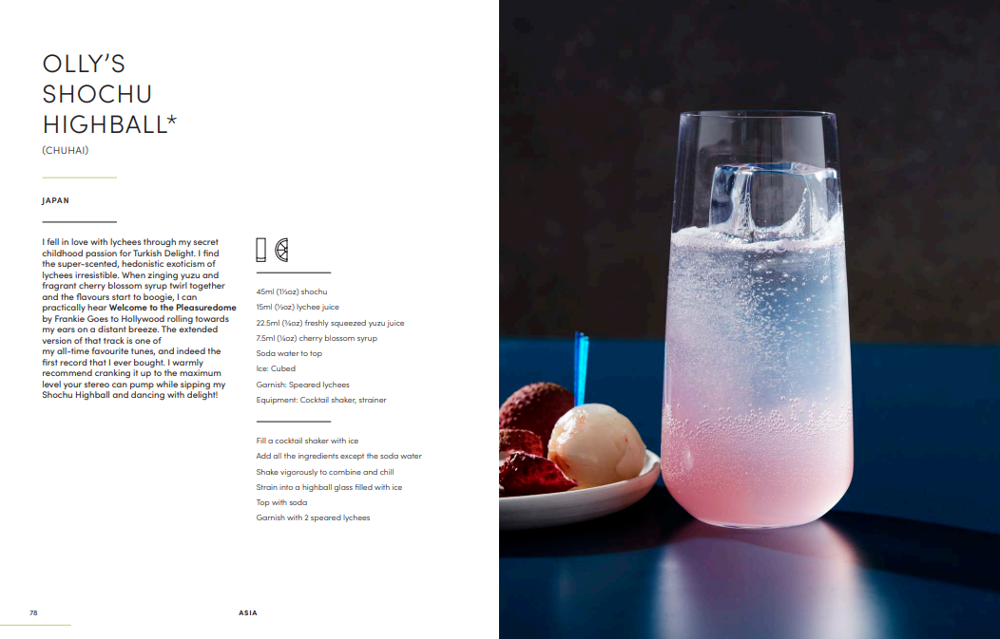 OLLY'S
SHOCHU
HIGHBALL*
(CHUHAI)
JAPAN
I fell in love with lychees through my secret
childhood passion for Turkish Delight. I find
the super-scented, hedonistic exoticism of
lychees irresistible. When zinging yuzu and
fragrant cherry blossom syrup twirl together
and the flavours start to boogie, I can
practically hear Welcome to the Pleasuredome
by Frankie Goes to Hollywood rolling towards
my ears on a distant breeze. The extended
version of that track is one of
my all-time favourite tunes, and indeed the
first record that I ever bought. I warmly
recommend cranking it up to the maximum
level your stereo can pump while sipping my
Shochu Highball and dancing with delight!
45ml (1½oz) shochu
15ml (½oz) lychee juice
22.5ml (¾oz) freshly squeezed yuzu juice
7.5ml (¼oz) cherry blossom syrup
Soda water to top
Ice: Cubed
Garnish: Speared lychees
Equipment: Cocktail shaker, strainer
Fill a cocktail shaker with ice
Add all the ingredients except the soda water
Shake vigorously to combine and chill
Strain into a highball glass filled with ice
Top with soda
Garnish with 2 speared lychees
78
ASIA